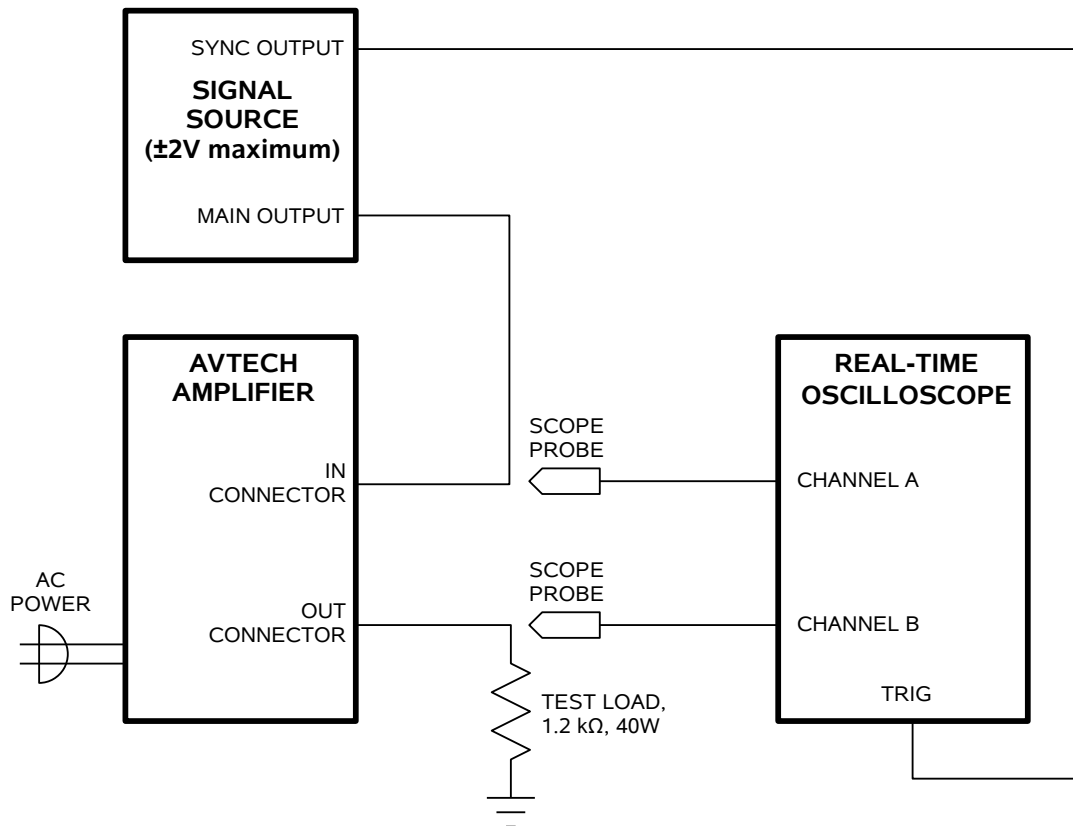 SYNC OUTPUT
SIGNAL
SOURCE
(±2V maximum)
MAIN OUTPUT
AVTECH
AMPLIFIER
IN
CONNECTOR
OUT
CONNECTOR
AC
POWER
SCOPE
PROBE
SCOPE
PROBE
TEST LOAD,
1.2 kΩ, 40W
REAL-TIME
OSCILLOSCOPE
CHANNEL A
CHANNEL B
TRIG